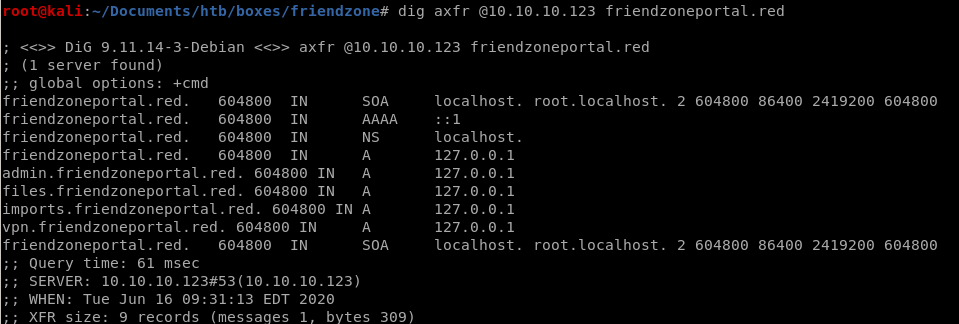 root@kali:~/Documents/htb/boxes/friendzone# dig axfr @10.10.10.123 friendzoneportal.red

; <<>> DiG 9.11.14-3-Debian <<>> axfr @10.10.10.123 friendzoneportal.red
; (1 server found)
;; global options: +cmd
friendzoneportal.red.   604800  IN      SOA     localhost. root.localhost. 2 604800 86400 2419200 604800
friendzoneportal.red.   604800  IN      AAAA    ::1
friendzoneportal.red.   604800  IN      NS      localhost.
friendzoneportal.red.   604800  IN      A       127.0.0.1
admin.friendzoneportal.red. 604800 IN   A       127.0.0.1
files.friendzoneportal.red. 604800 IN   A       127.0.0.1
imports.friendzoneportal.red. 604800 IN A       127.0.0.1
vpn.friendzoneportal.red. 604800 IN     A       127.0.0.1
friendzoneportal.red.   604800  IN      SOA     localhost. root.localhost. 2 604800 86400 2419200 604800
;; Query time: 61 msec
;; SERVER: 10.10.10.123#53(10.10.10.123)
;; WHEN: Tue Jun 16 09:31:13 EDT 2020
;; XFR size: 9 records (messages 1, bytes 309)